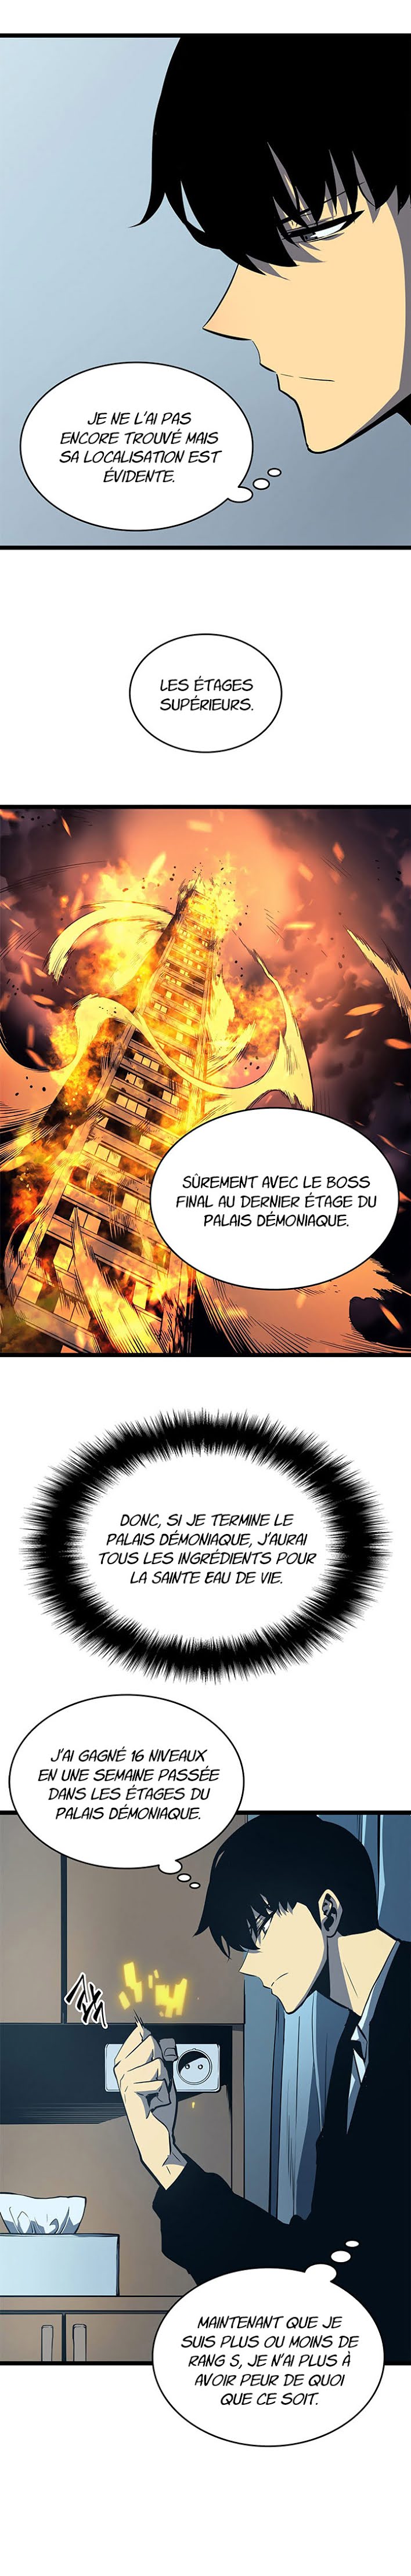 JE NE L'AI PAS
ENCORE TROUVÉ MAIS
SA LOCALISATION EST
ÉVIDENTE.
LES ÉTAGES
SUPÉRIEURS.
SÛREMENT AVEC LE BOSS
FINAL AU DERNIER ÉTAGE DU
PALAIS DÉMONIAQUE.
DONC, SI JE TERMINE LE
PALAIS DÉMONIAQUE, J'AURAI
TOUS LES INGRÉDIENTS POUR
LA SAINTE EAU DE VIE.
J'AI GAGNÉ 16 NIVEAUX
EN UNE SEMAINE PASSÉE
DANS LES ÉTAGES DU
PALAIS DÉMONIAQUE.
MAINTENANT QUE JE
SUIS PLUS OU MOINS DE
RANG S, JE N'AI PLUS À
AVOIR PEUR DE QUOI
QUE CE SOIT.